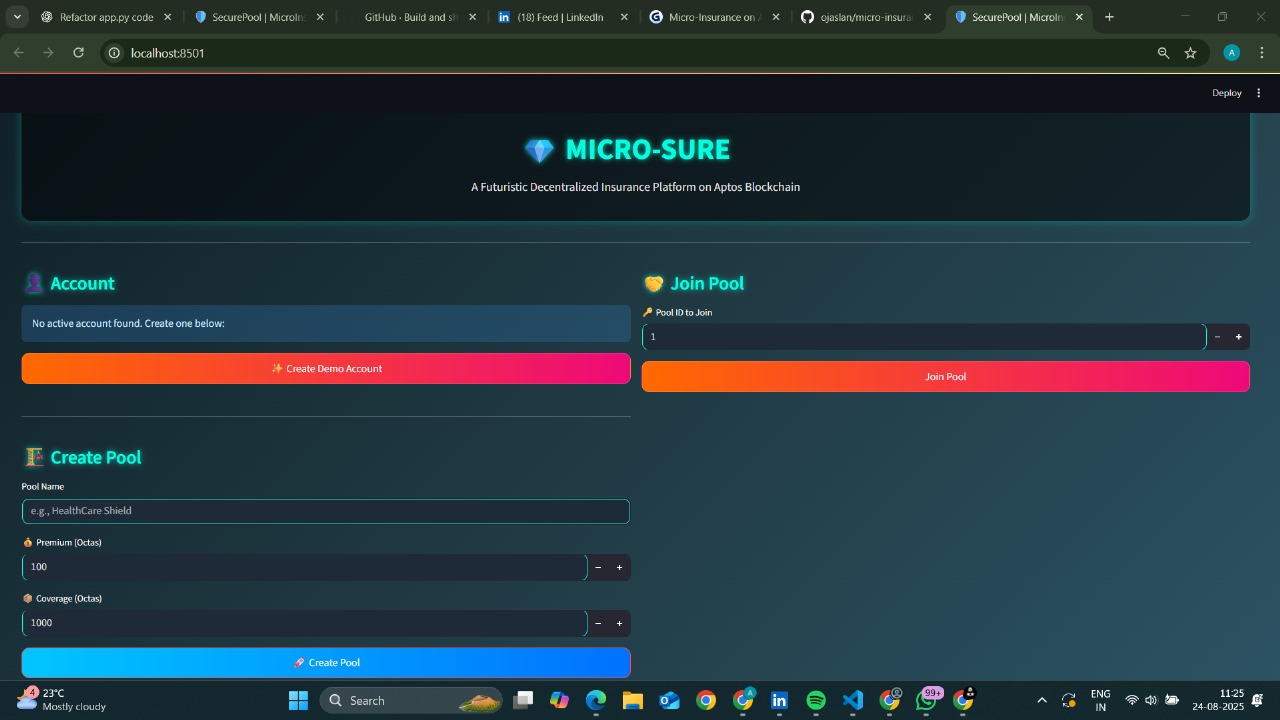 Refactor app.py code
SecurePool | MicroIns
GitHub · Build and sh
(18) Feed | LinkedIn
Micro-Insurance on A
ojaslan/micro-insuran
SecurePool | MicroIn
localhost:8501
A
Deploy
MICRO-SURE
A Futuristic Decentralized Insurance Platform on Aptos Blockchain
Account
No active account found. Create one below:
Create Demo Account
Join Pool
Pool ID to Join
1
Join Pool
Create Pool
Pool Name
e.g., HealthCare Shield
Premium (Octas)
100
Coverage (Octas)
1000
Create Pool
4
23°C
Mostly cloudy
Search
A
99+
ENG
IN
11:25
24-08-2025